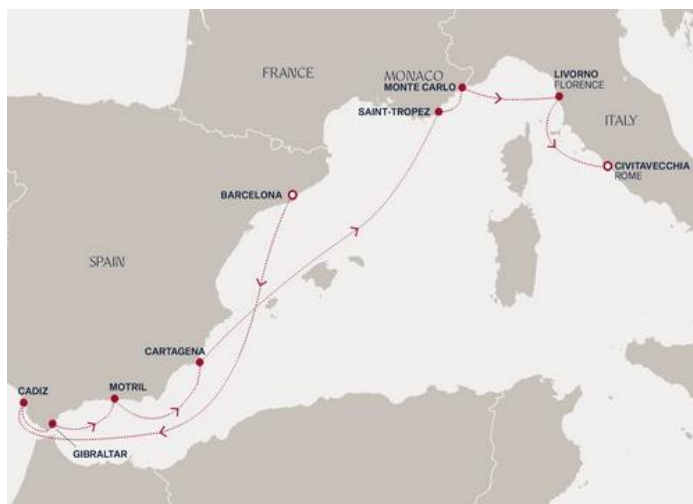 FRANCE
MONACO
MONTE CARLO
LIVORNO
FLORENCE
SAINT-TROPEZ
ITALY
CIVITAVECCHIA
ROME
BARCELONA
SPAIN
CARTAGENA
MOTRIL
CADIZ
GIBRALTAR